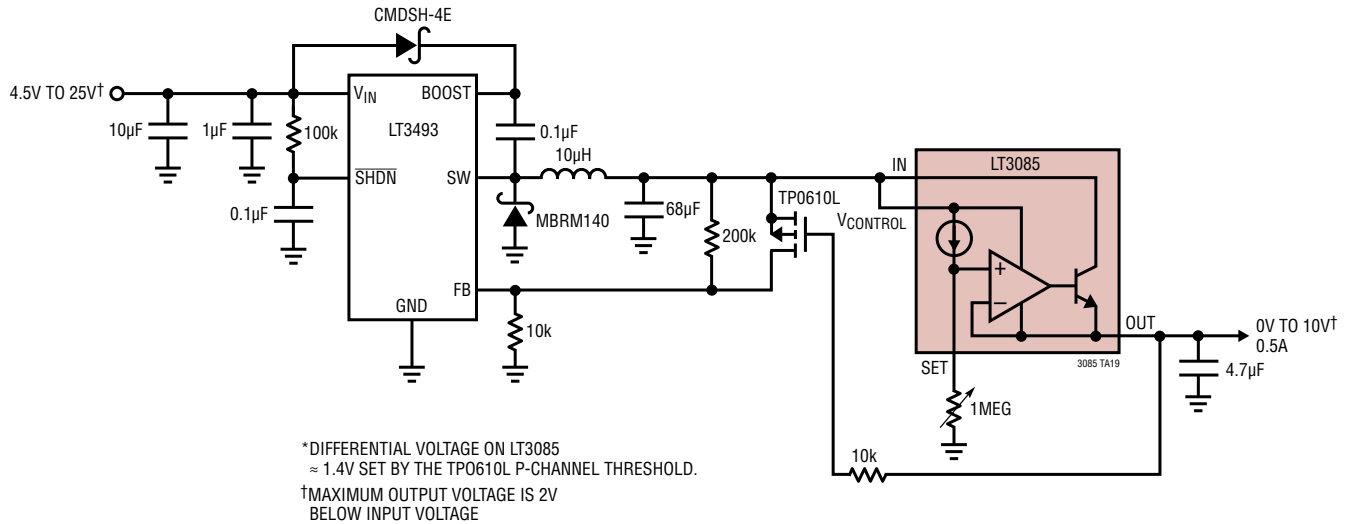 CMDSH-4E
4.5V TO 25V†
10µF
1µF
100k
VIN
BOOST
LT3493
0.1µF
10µH
SHDN
SW
0.1µF
MBRM140
68µF
200k
TP0610L
IN
LT3085
VCONTROL
FB
GND
10k
+
–
OUT
0V TO 10V†
0.5A
3085 TA19
4.7µF
SET
1MEG
10k
*DIFFERENTIAL VOLTAGE ON LT3085
≈ 1.4V SET BY THE TP0610L P-CHANNEL THRESHOLD.
†MAXIMUM OUTPUT VOLTAGE IS 2V
BELOW INPUT VOLTAGE